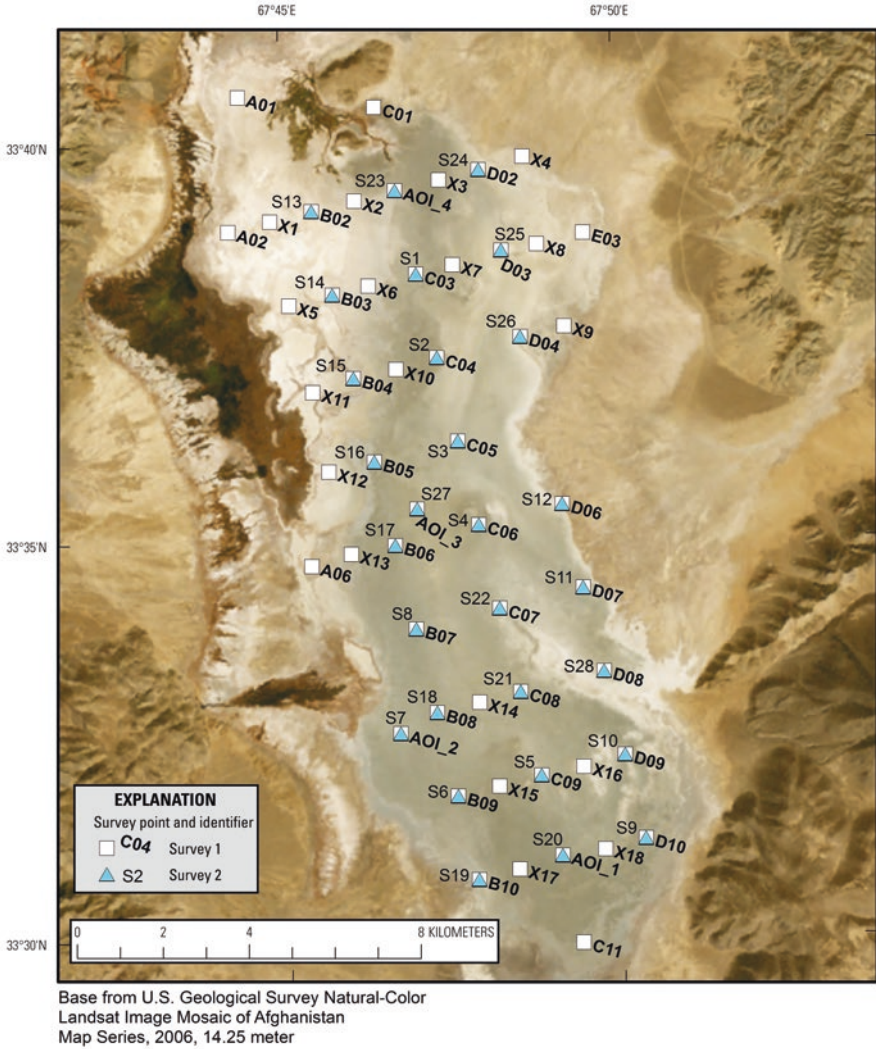 67°45'E 67°50'E
A01
C01
33°40'N
X4
S24
D02
X3
S23
AOI_4
X2
S13
B02
X1
A02
E03
X8
S25
D03
X7
S1
C03
X6
S14
B03
X5
X9
S26
D04
S2
C04
X10
S15
B04
X11
S3
C05
S16
B05
X12
S12
D06
S27
AOI_3
S4
C06
33°35'N
S17
B06
X13
A06
S11
D07
S22
C07
S8
B07
S28
D08
S21
C08
X14
S18
B08
S7
AOI_2
S10
D09
X16
S5
C09
X15
S6
B09
S9
D10
X18
S20
AOI_1
X17
S19
B10
C11
33°30'N
EXPLANATION
Survey point and identifier
C04 Survey 1
S2 Survey 2
0 2 4 8 KILOMETERS
Base from U.S. Geological Survey Natural-Color
Landsat Image Mosaic of Afghanistan
Map Series, 2006, 14.25 meter